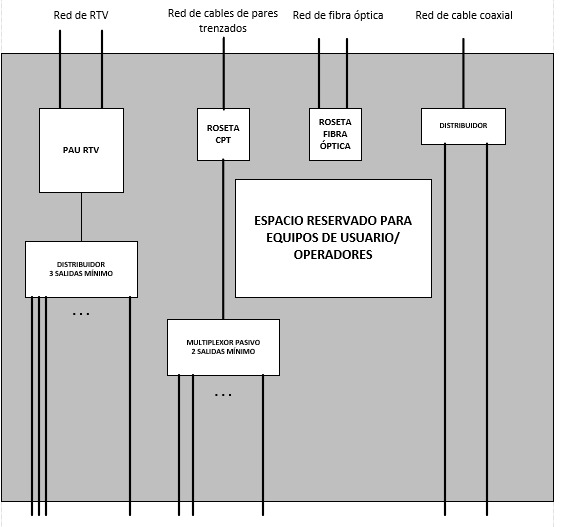 Red de RTV
Red de cables de pares
trenzados
Red de fibra óptica
Red de cable coaxial
PAU RTV
ROSETA
CPT
ROSETA
FIBRA
ÓPTICA
DISTRIBUIDOR
ESPACIO RESERVADO PARA
EQUIPOS DE USUARIO/
OPERADORES
DISTRIBUIDOR
3 SALIDAS MÍNIMO
...
MULTIPLEXOR PASIVO
2 SALIDAS MÍNIMO
...